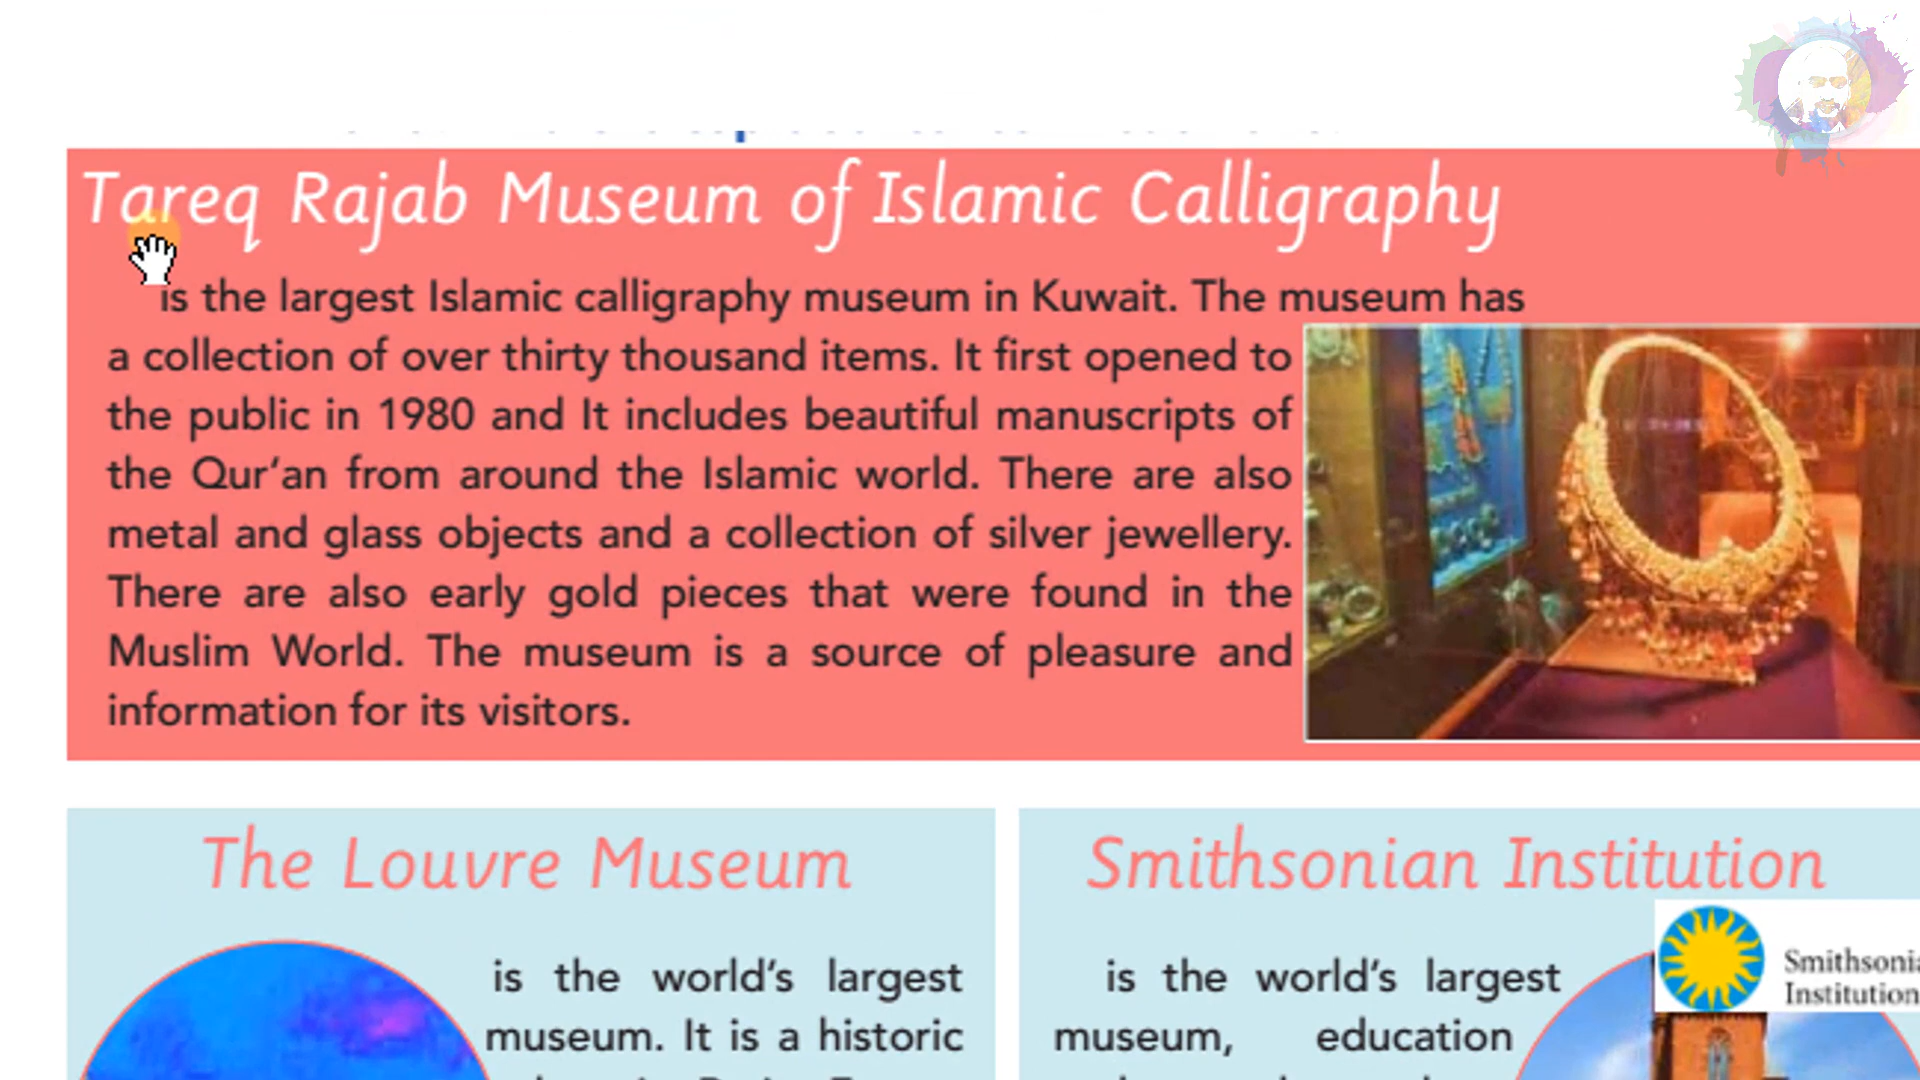 Tareq Rajab Museum of Islamic Calligraphy
is the largest Islamic calligraphy museum in Kuwait. The museum has
a collection of over thirty thousand items. It first opened to
the public in 1980 and It includes beautiful manuscripts of
the Qur’an from around the Islamic world. There are also
metal and glass objects and a collection of silver jewellery.
There are also early gold pieces that were found in the
Muslim World. The museum is a source of pleasure and
information for its visitors.
The Louvre Museum
is the world’s largest
museum. It is a historic
Smithsonian Institution
is the world’s largest
museum, education
Smithsonia
Institution